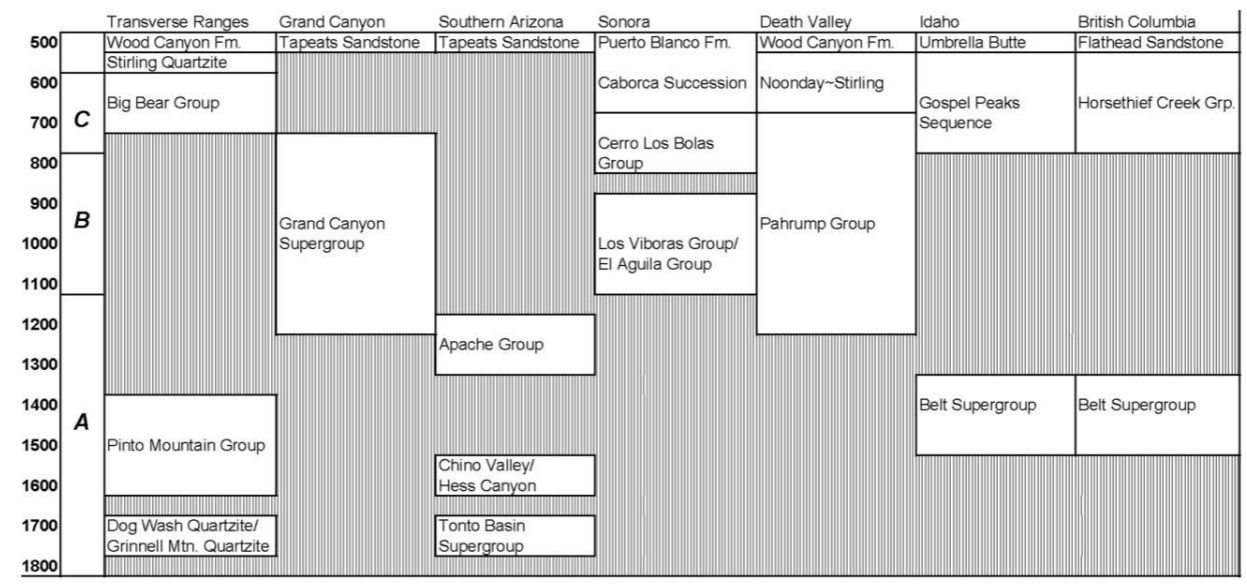 Transverse Ranges Grand Canyon Southern Arizona Sonora Death Valley Idaho British Columbia
500 Wood Canyon Fm. Tapeats Sandstone Tapeats Sandstone Puerto Blanco Fm. Wood Canyon Fm. Umbrella Butte Flathead Sandstone
Stirling Quartzite
600 Caborca Succession Noonday~Stirling
Big Bear Group Gospel Peaks Horsethief Creek Grp.
700 C Sequence
Cerro Los Bolas
800 Group
900 B Grand Canyon Pahrump Group
1000 Supergroup Los Viboras Group/
El Aguila Group
1100
1200
Apache Group
1300
1400 A Belt Supergroup Belt Supergroup
1500 Pinto Mountain Group
Chino Valley/
1600 Hess Canyon
1700 Dog Wash Quartzite/ Tonto Basin
Grinnell Mtn. Quartzite Supergroup
1800